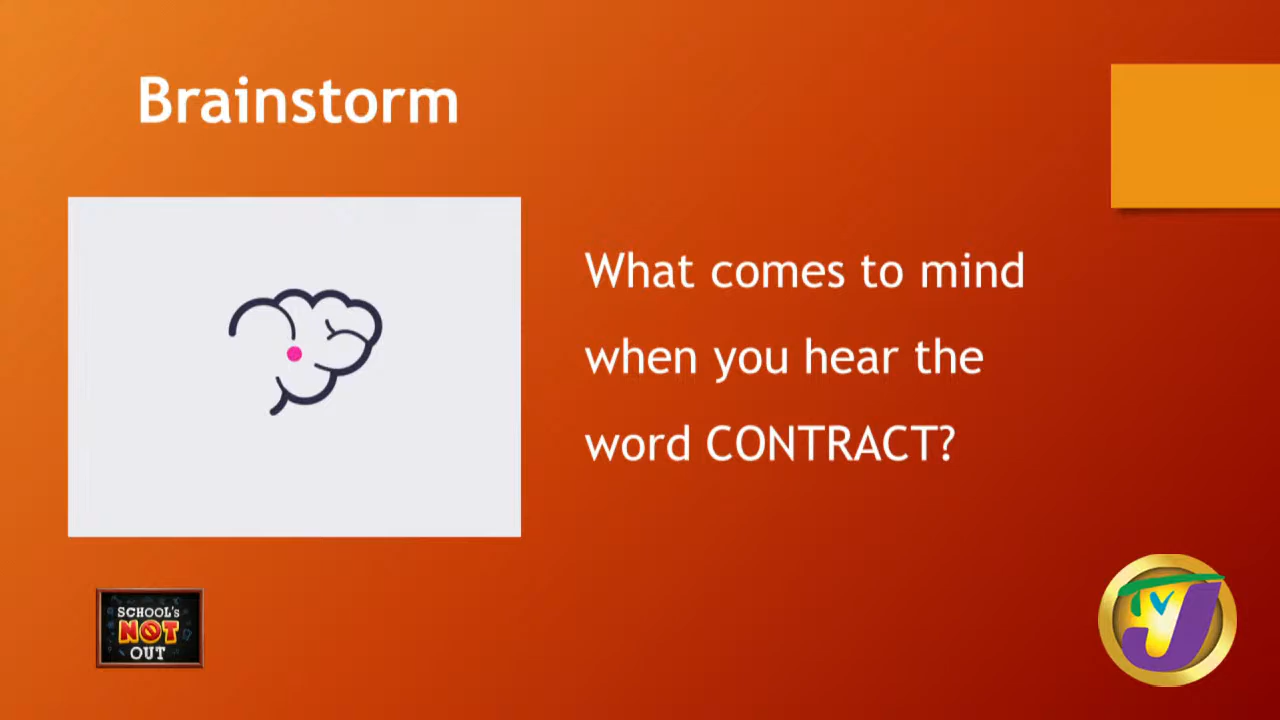 Brainstorm
What comes to mind
when you hear the
word CONTRACT?
SCHOOL's
NOT
OUT
TVJ